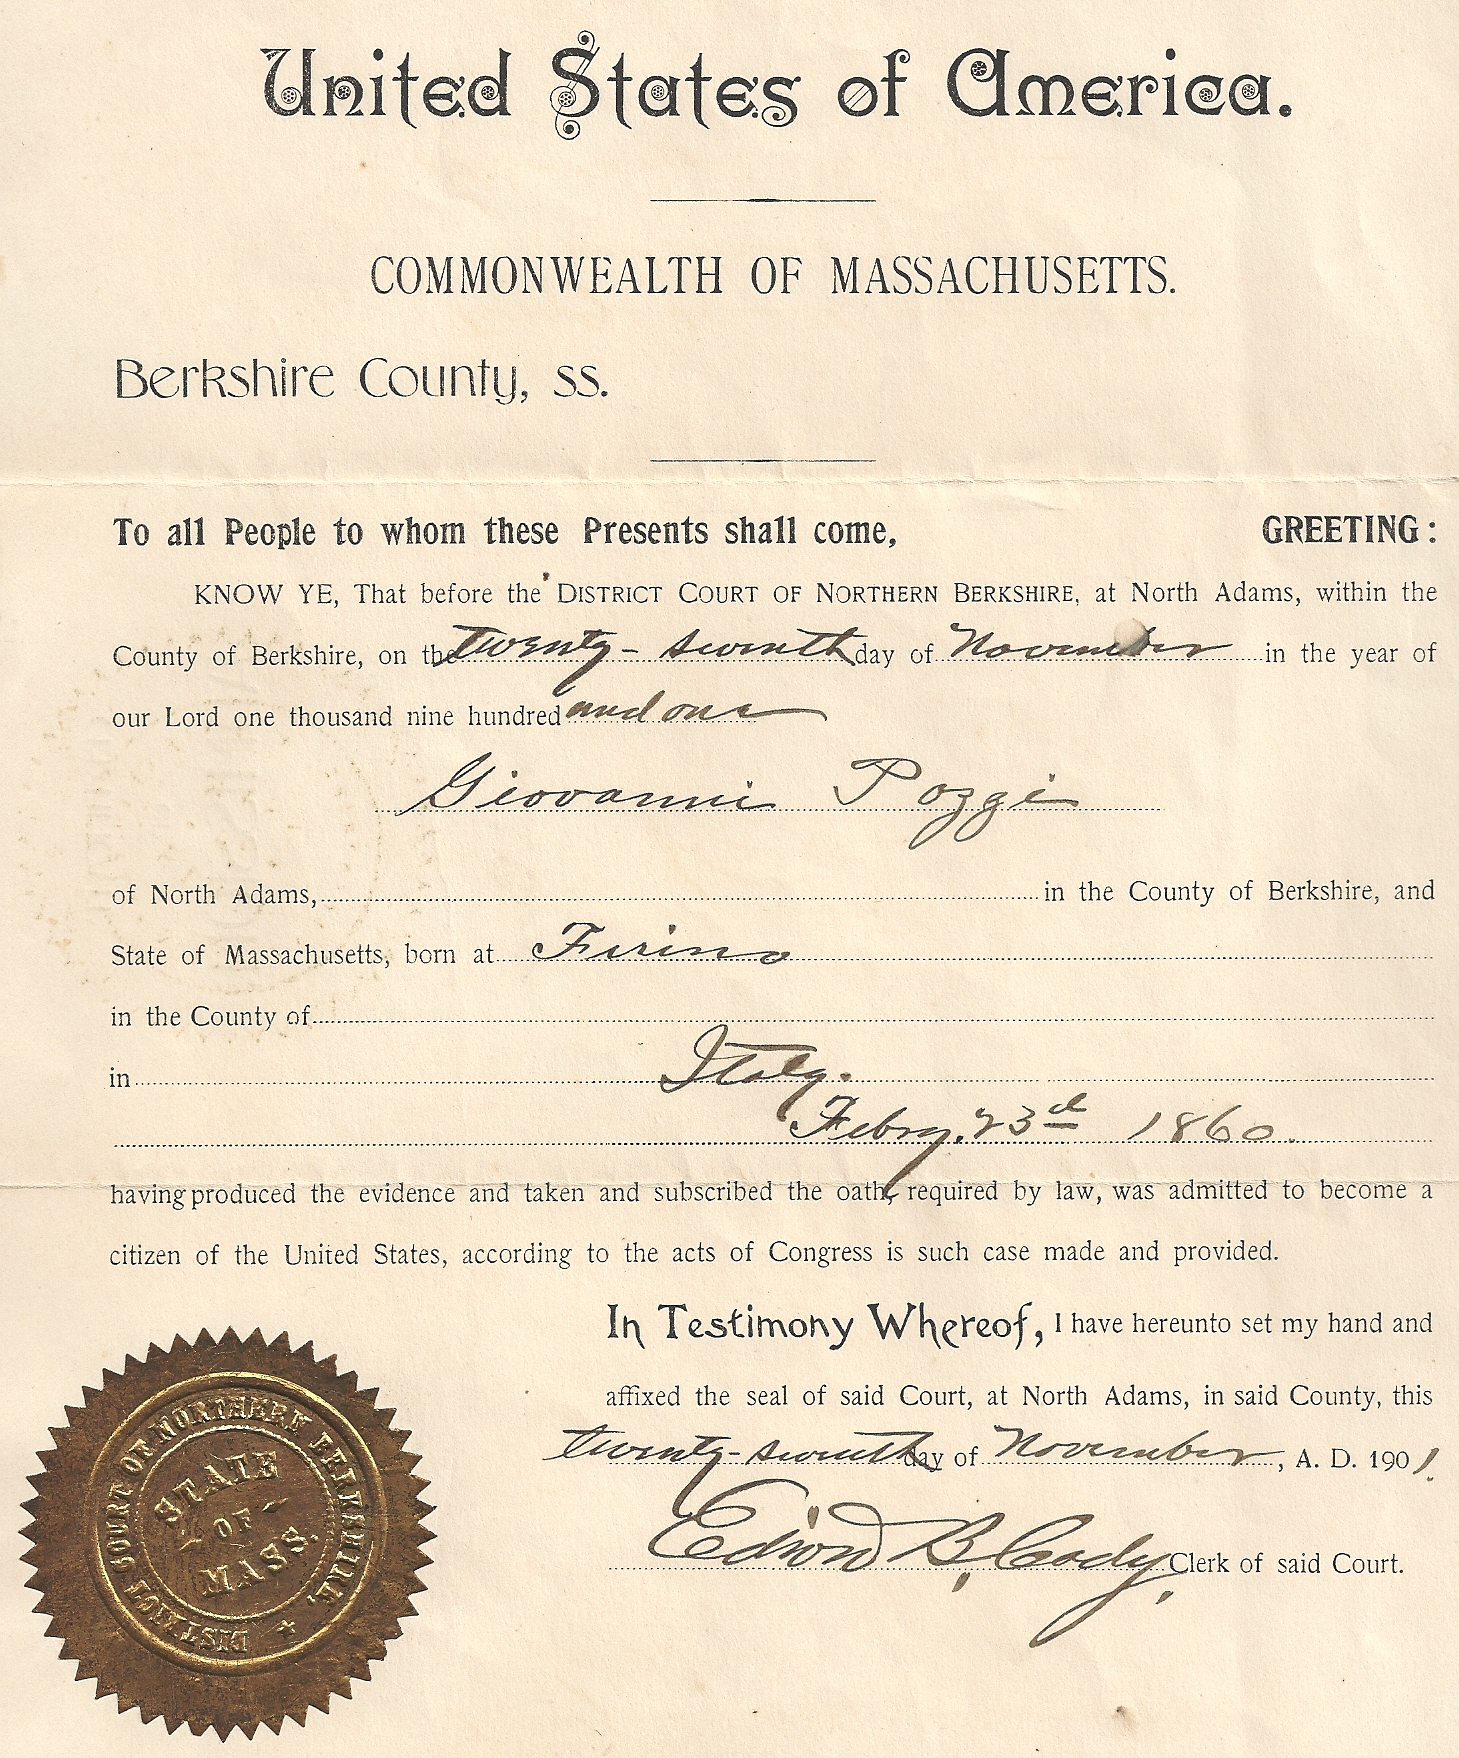 United States of America.
COMMONWEALTH OF MASSACHUSETTS.
Berkshire County, ss.
To all People to whom these Presents shall come, GREETING:
KNOW YE, That before the DISTRICT COURT OF NORTHERN BERKSHIRE, at North Adams, within the
County of Berkshire, on the twenty-seventh day of November in the year of
our Lord one thousand nine hundred and one
Giovanni Pozzi
of North Adams, in the County of Berkshire, and
State of Massachusetts, born at
in the County of
in Italy.
Febry. 23rd 1860.
having produced the evidence and taken and subscribed the oath, required by law, was admitted to become a
citizen of the United States, according to the acts of Congress is such case made and provided.
In Testimony Whereof, I have hereunto set my hand and
affixed the seal of said Court, at North Adams, in said County, this
twenty-seventh day of November, A. D. 1901.
Edwd B. Cady, Clerk of said Court.
DISTRICT COURT OF NORTHERN BERKSHIRE,
STATE
OF
MASS.